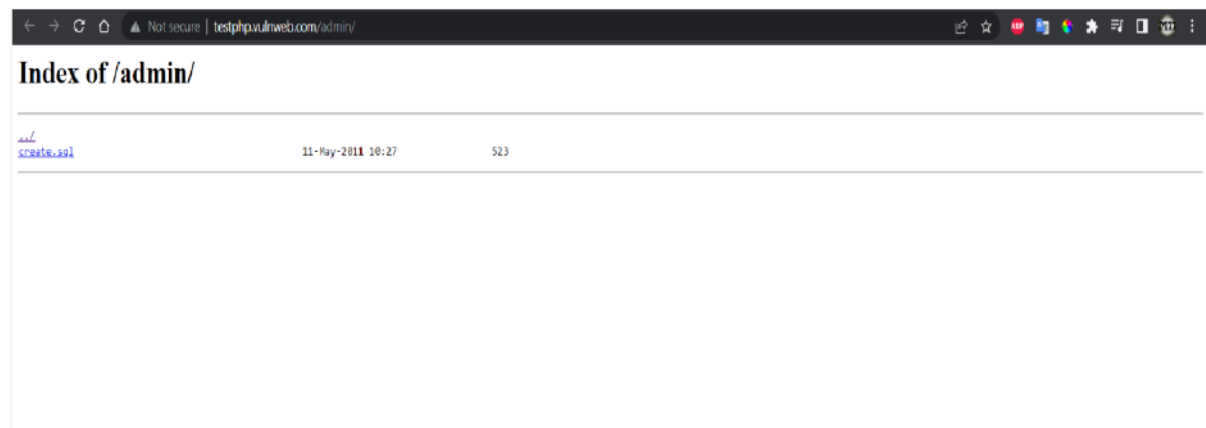 Not secure | testphp.vulnweb.com/admin/
Index of /admin/
../
create.sql 11-May-2011 10:27 523